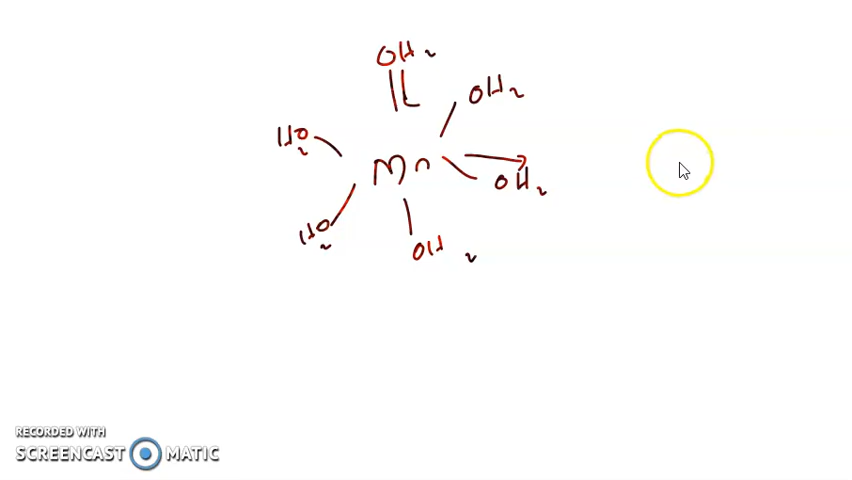 OH2
OH2
H2O
Mn
OH2
H2O
OH2
RECORDED WITH
SCREENCAST MATIC